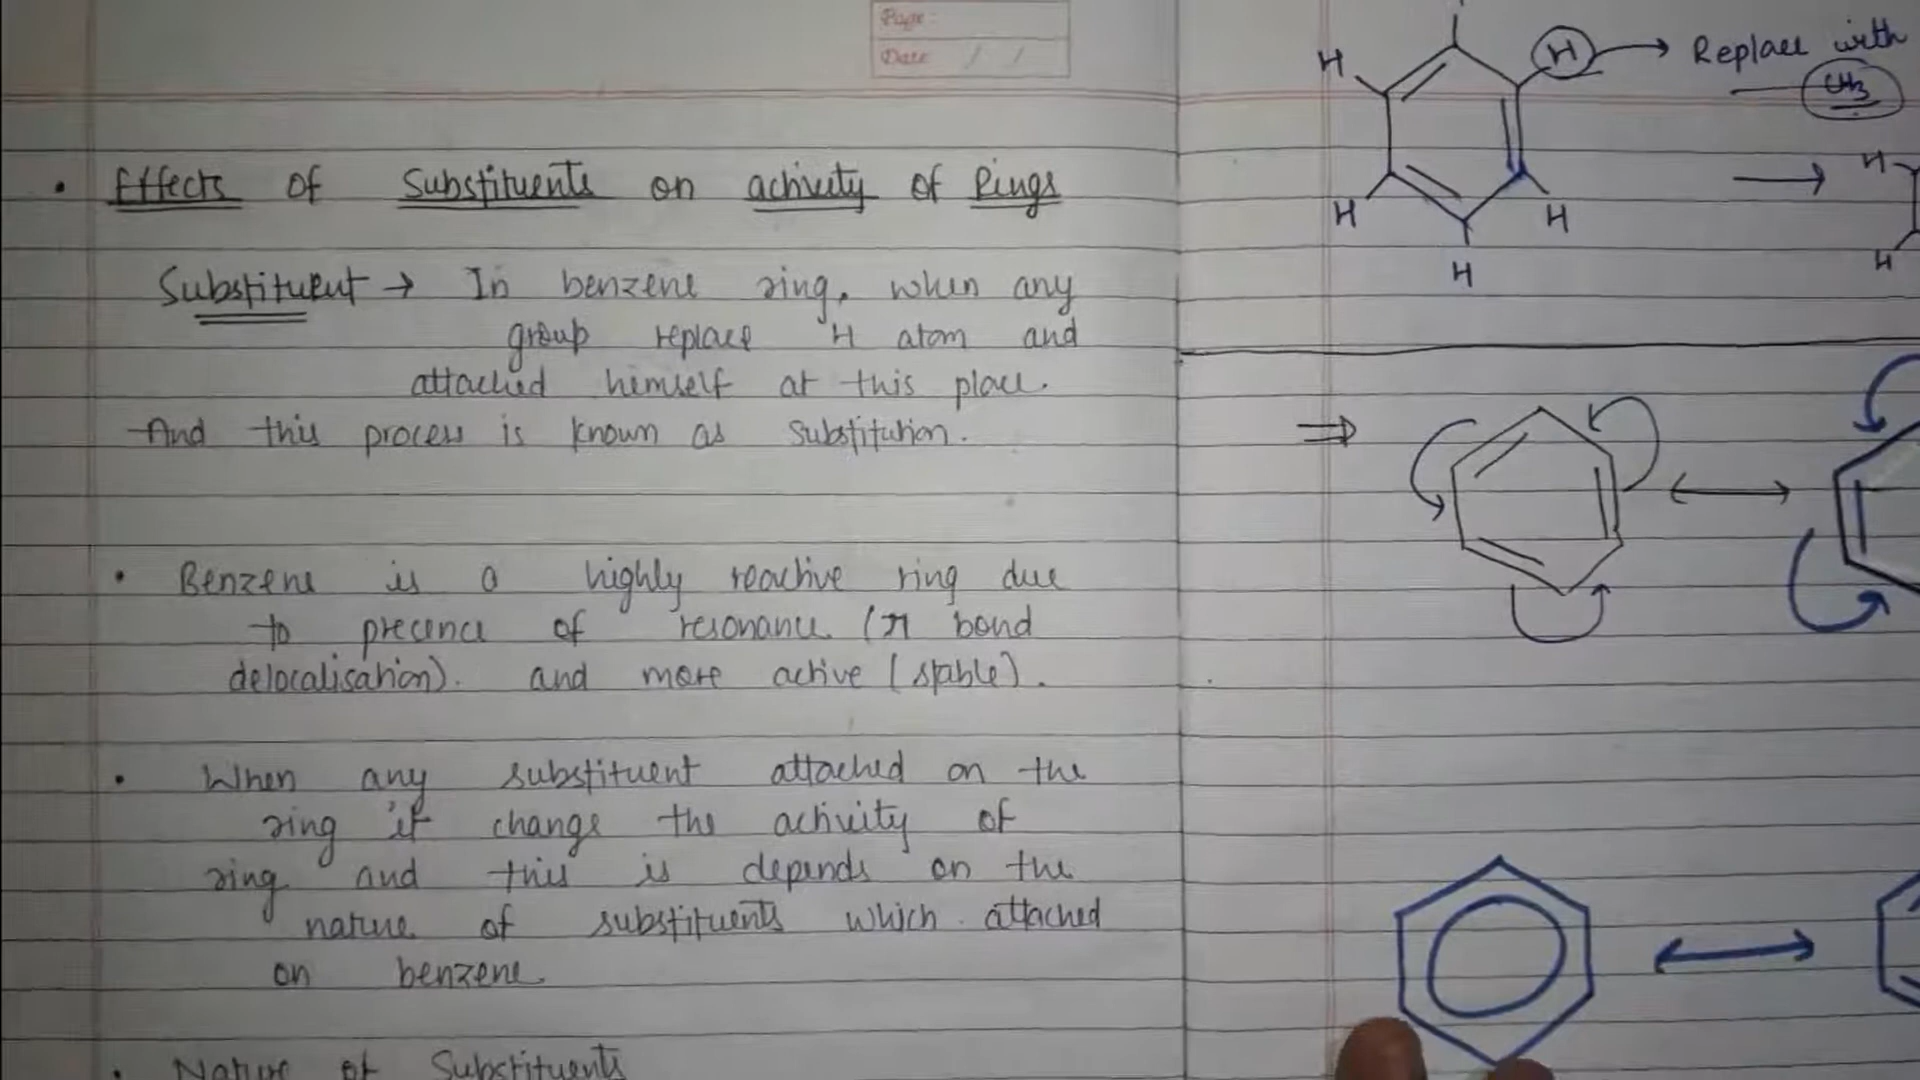 Page:
Date / /
• Effects of Substituents on activity of Rings
Substituent → In benzene ring, when any
group replace H atom and
attached himself at this place.
And this process is known as substitution.
• Benzene is a highly reactive ring due
to presence of resonance (π bond
delocalisation). and more active (stable).
• When any substituent attached on the
ring it change the activity of
ring and this is depends on the
nature of substituents which attached
on benzene.
• Nature of Substituents
H
H → Replace with
CH3
H
H
H
→
H
H
⇒